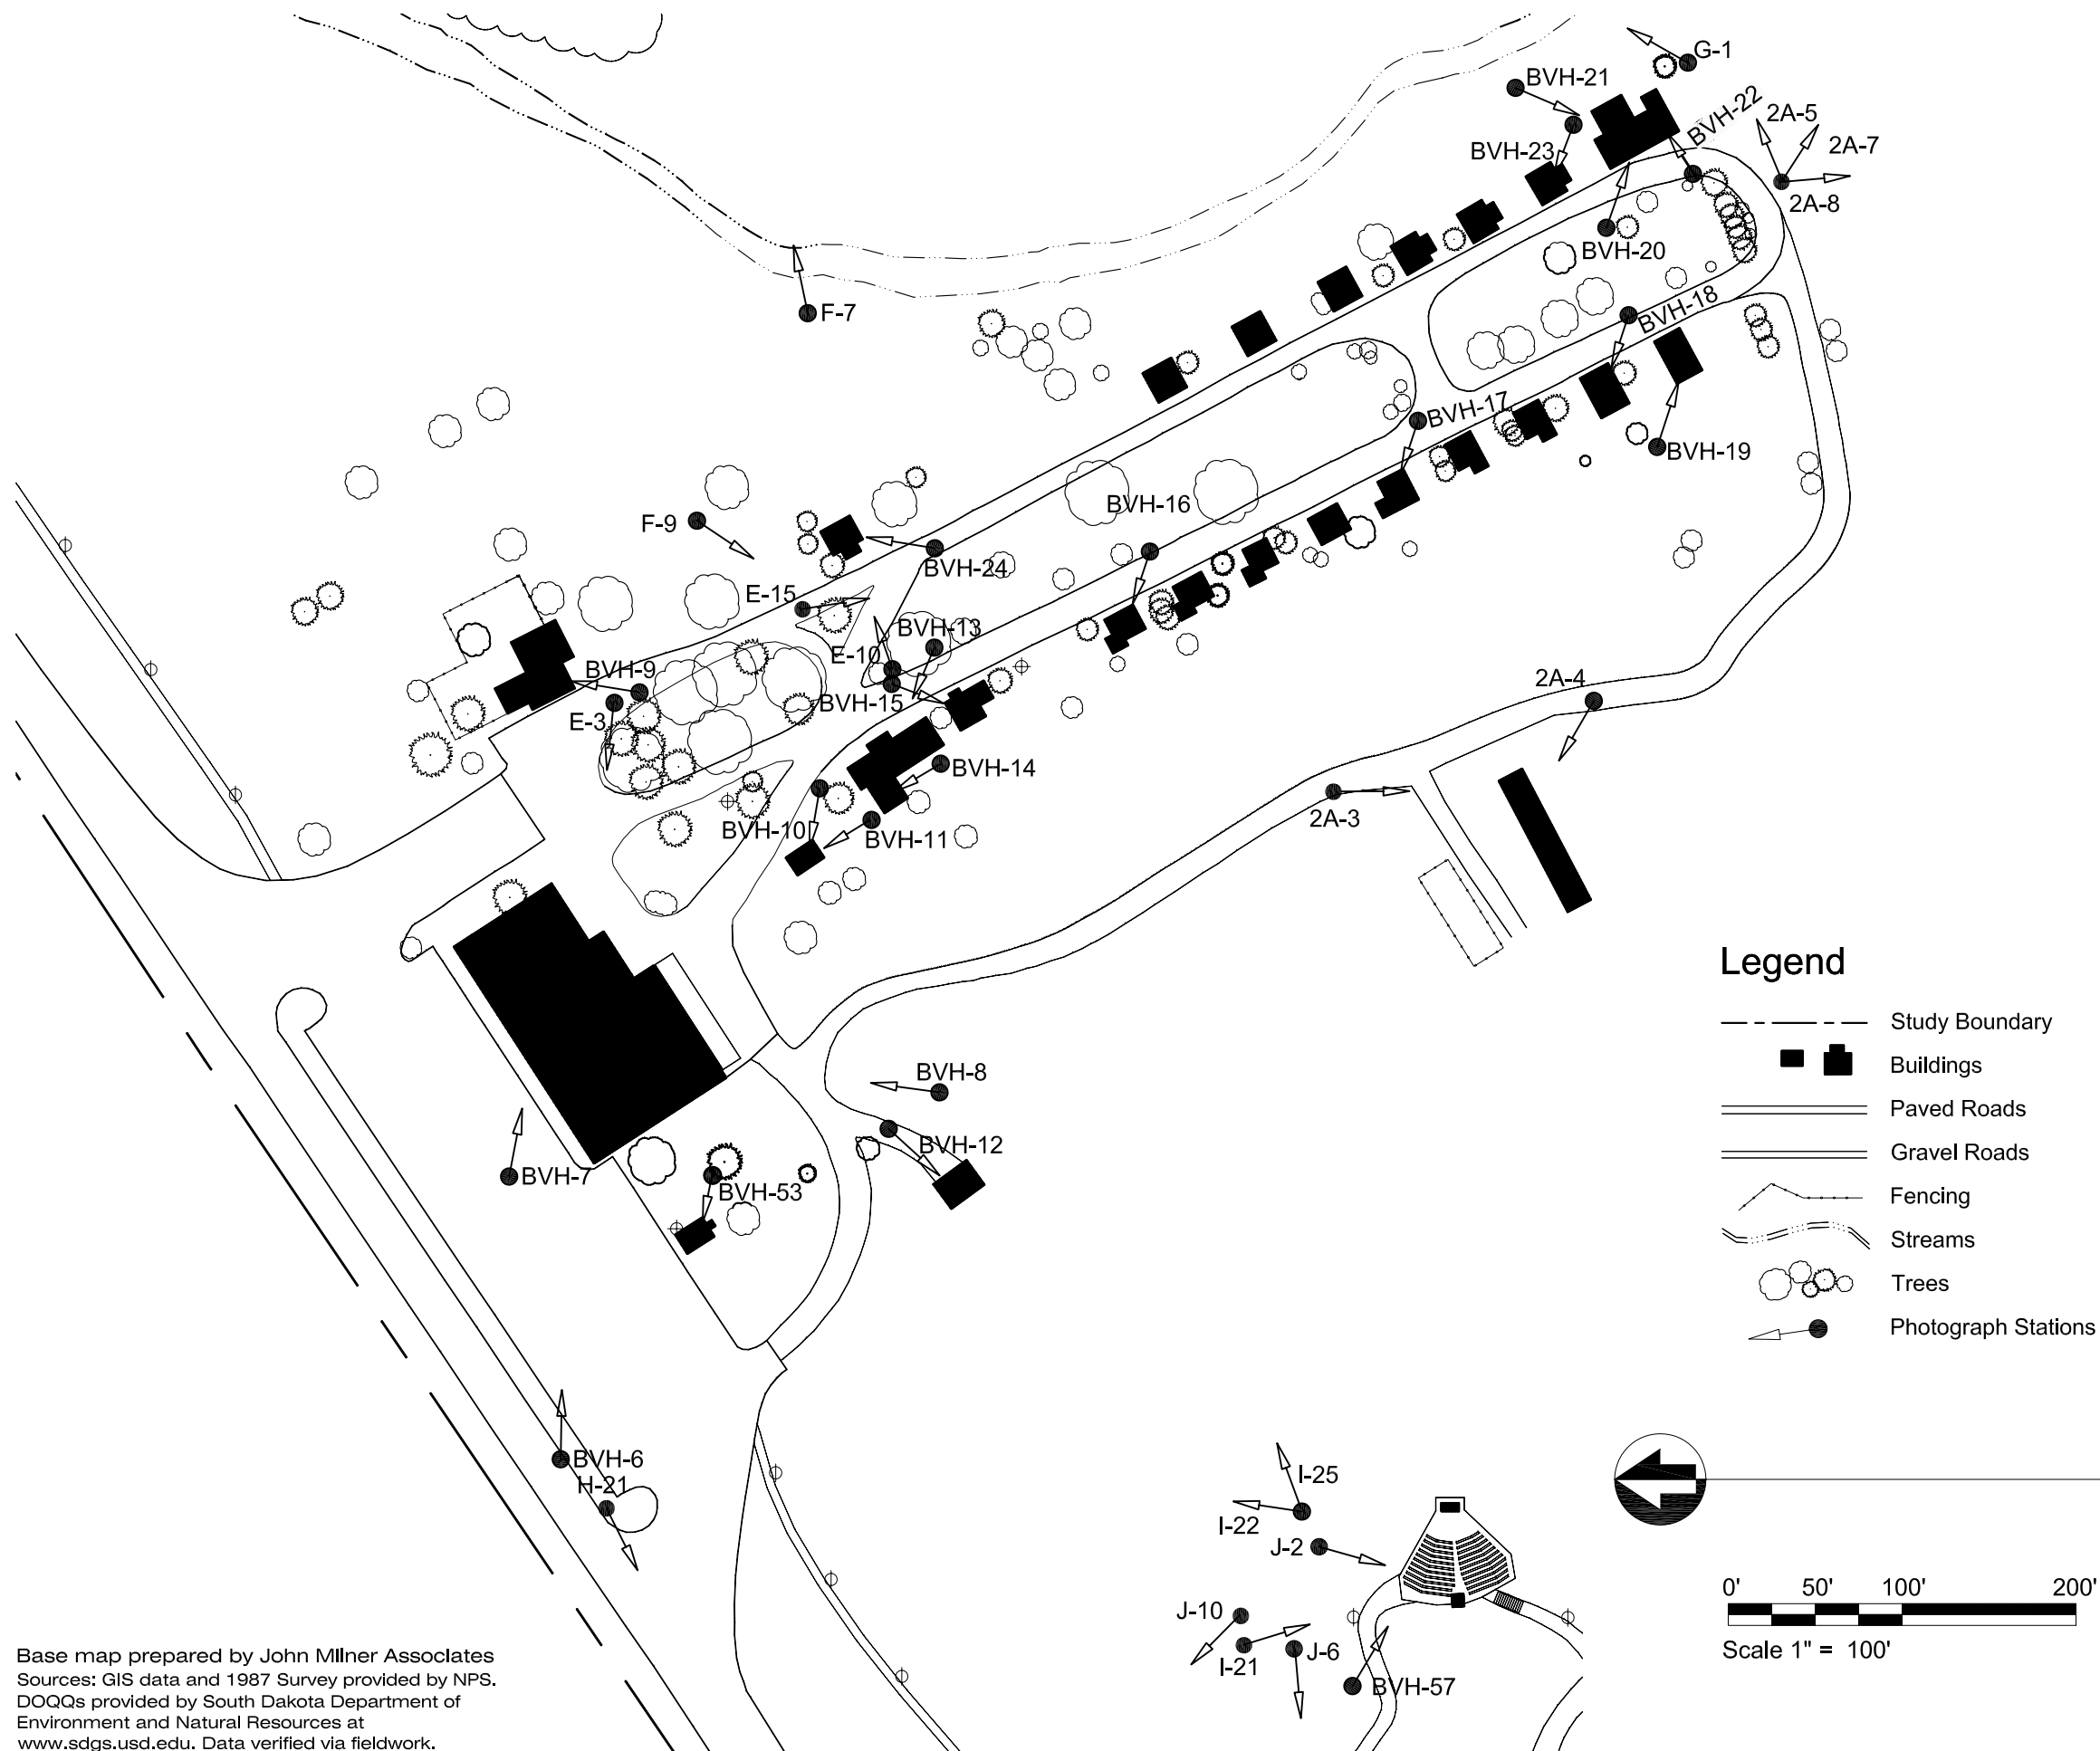 G-1
BVH-21
BVH-22
2A-5
2A-7
BVH-23
2A-8
BVH-20
F-7
BVH-18
BVH-17
BVH-19
BVH-16
F-9
BVH-24
E-15
BVH-13
E-10
BVH-9
2A-4
BVH-15
E-3
BVH-14
2A-3
BVH-10
BVH-11
Legend
Study Boundary
Buildings
Paved Roads
Gravel Roads
Fencing
Streams
Trees
Photograph Stations
BVH-8
BVH-12
BVH-7
BVH-53
BVH-6
H-21
I-25
I-22
J-2
J-10
I-21
J-6
BVH-57
0' 50' 100' 200'
Scale 1" = 100'
Base map prepared by John Milner Associates
Sources: GIS data and 1987 Survey provided by NPS.
DOQQs provided by South Dakota Department of
Environment and Natural Resources at
www.sdgs.usd.edu. Data verified via fieldwork.